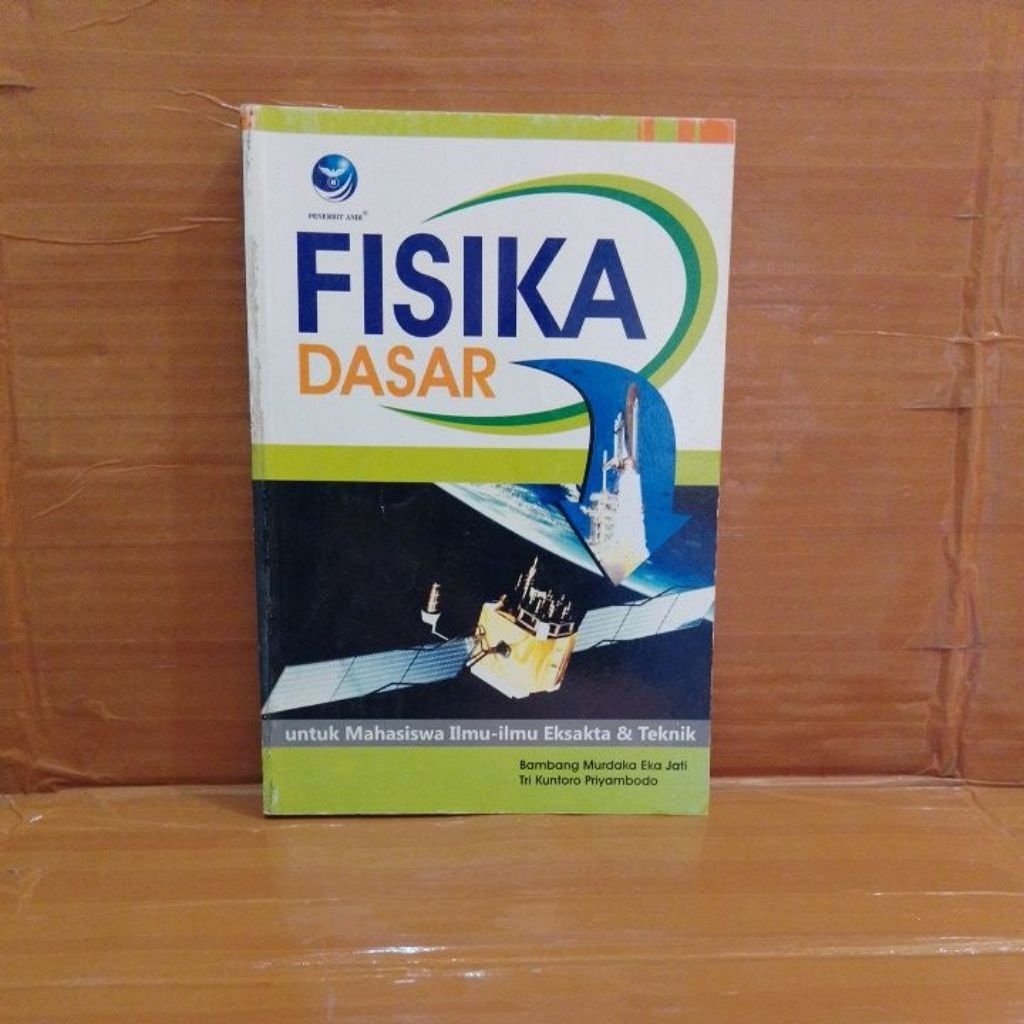 PENERBIT ANDI®
FISIKA
DASAR
untuk Mahasiswa Ilmu-ilmu Eksakta & Teknik
Bambang Murdaka Eka Jati
Tri Kuntoro Priyambodo